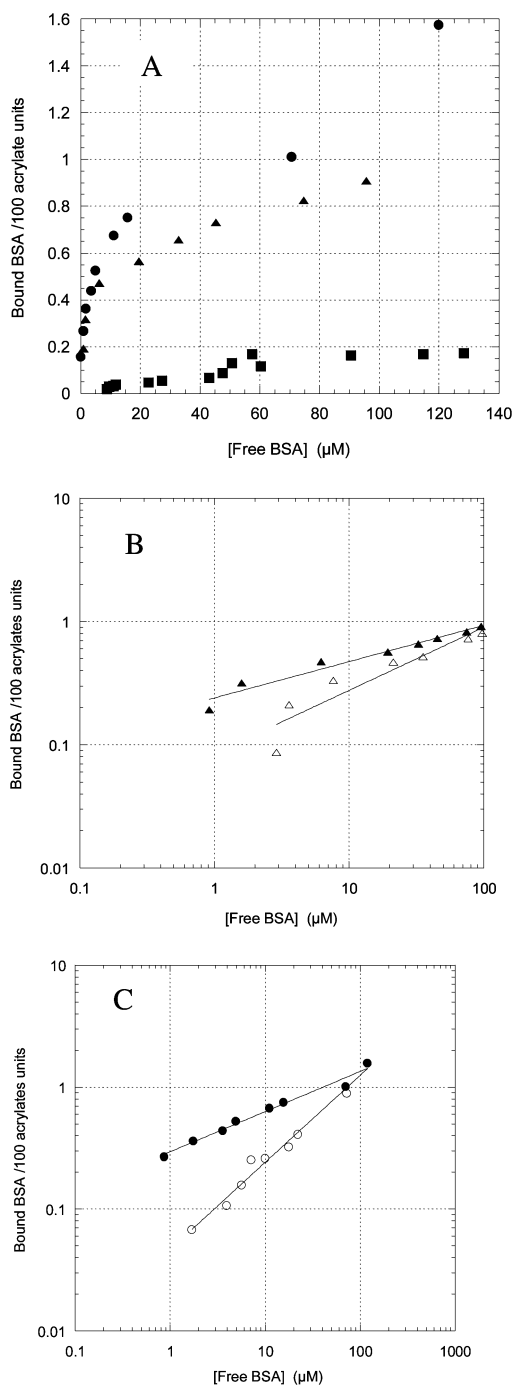 A
Bound BSA /100 acrylate units
1.6
1.4
1.2
1
0.8
0.6
0.4
0.2
0
0 20 40 60 80 100 120 140
[Free BSA] (µM)
B
Bound BSA /100 acrylates units
10
1
0.1
0.01
0.1 1 10 100
[Free BSA] (µM)
C
Bound BSA /100 acrylates units
10
1
0.1
0.01
0.1 1 10 100 1000
[Free BSA] (µM)